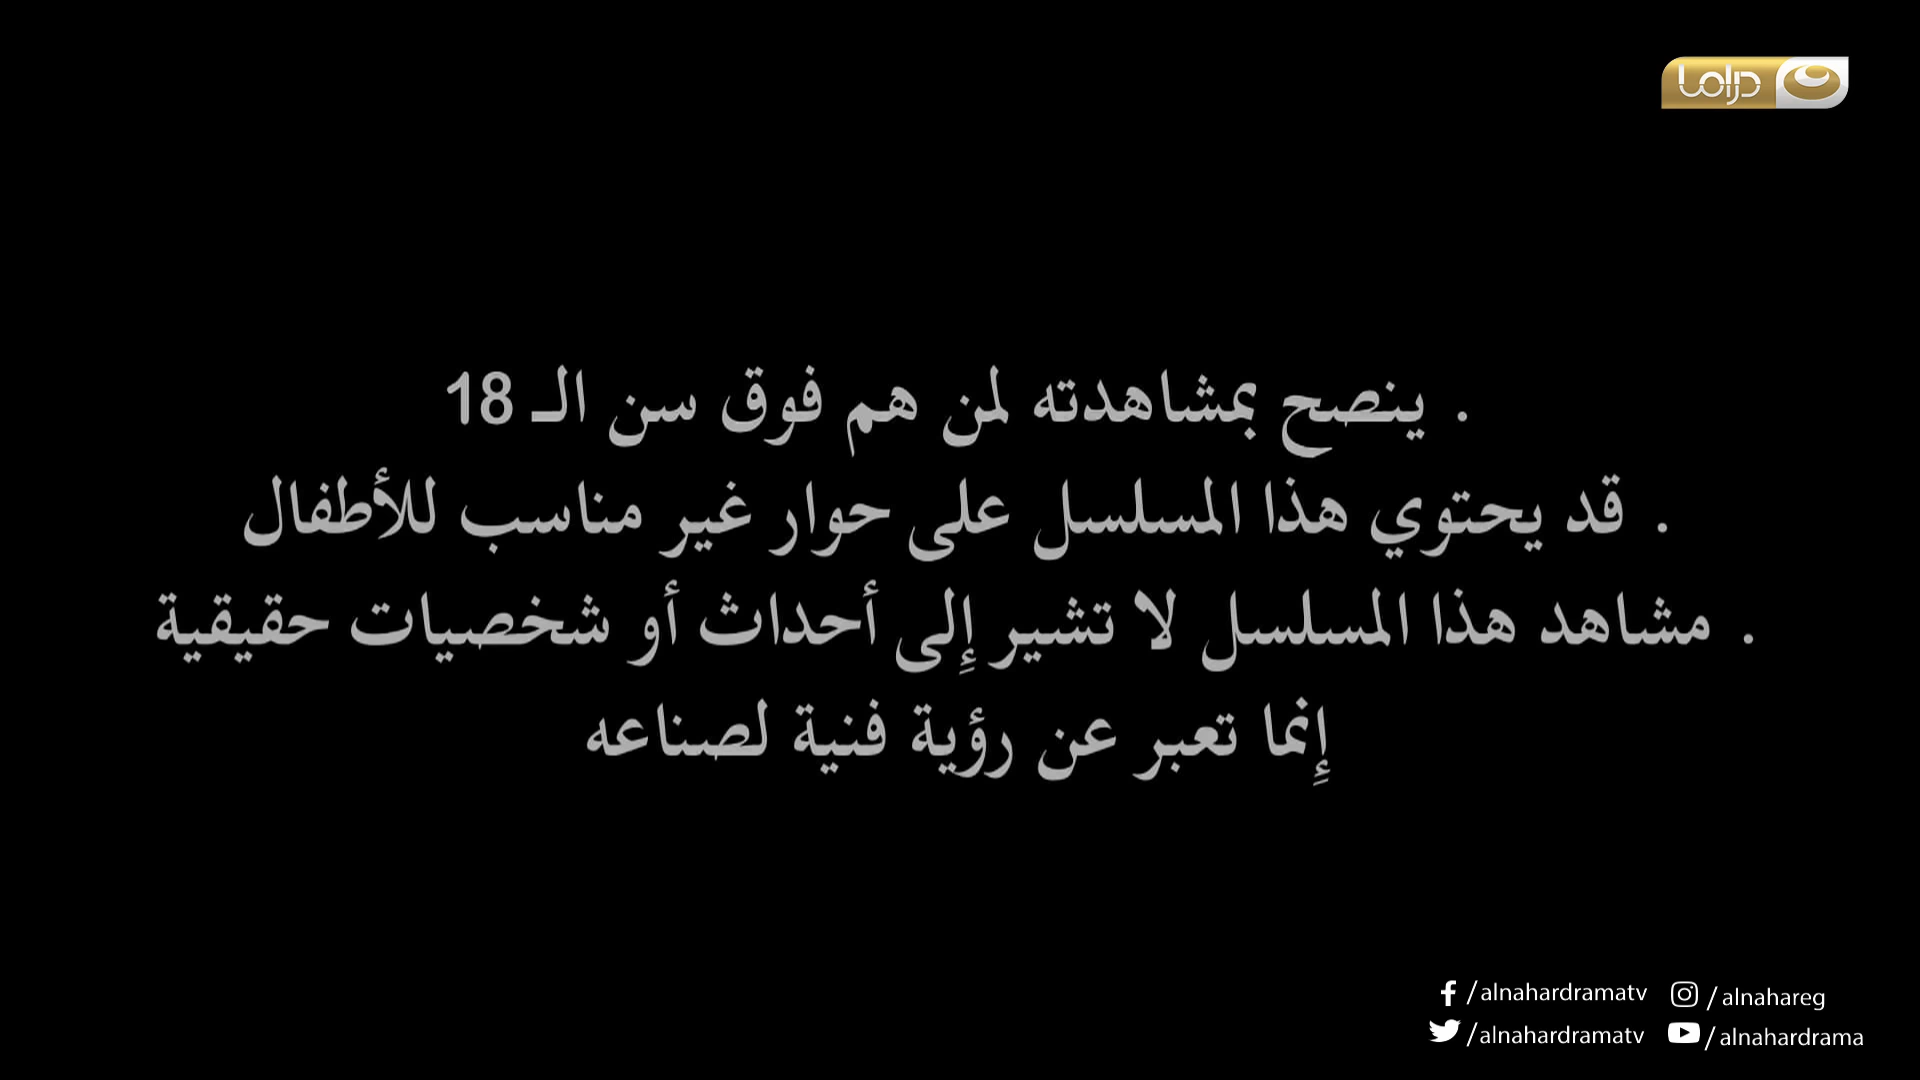 دراما
. ينصح بمشاهدته لمن هم فوق سن الـ 18
. قد يحتوي هذا المسلسل على حوار غير مناسب للأطفال
. مشاهد هذا المسلسل لا تشير إِلى أحداث أو شخصيات حقيقية
إِنما تعبر عن رؤية فنية لصناعه
/alnahardramatv /alnahareg
/alnahardramatv /alnahardrama